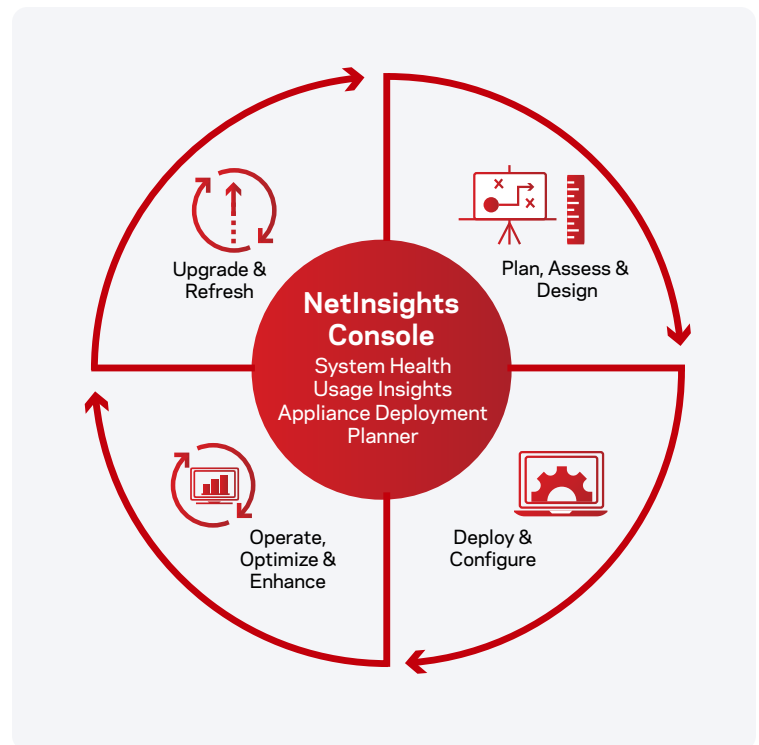 Upgrade &
Refresh
Plan, Assess &
Design
NetInsights
Console
System Health
Usage Insights
Appliance Deployment
Planner
Operate,
Optimize &
Enhance
Deploy &
Configure